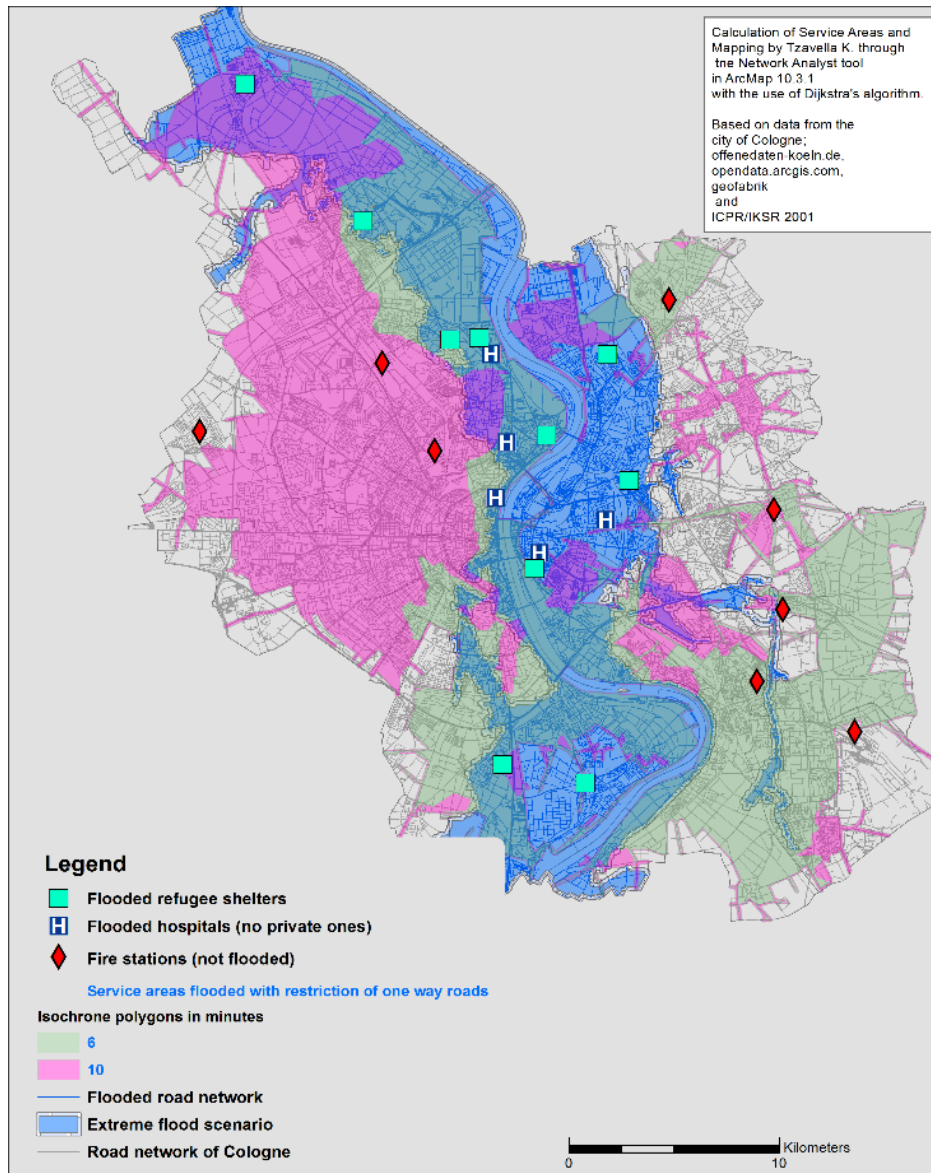 Calculation of Service Areas and
Mapping by Tzavella K. through
tne Network Analyst tool
in ArcMap 10.3.1
with the use of Dijkstra's algorithm.
Based on data from the
city of Cologne;
offenedaten-koeln.de,
opendata.arcgis.com,
geofabrik
and
ICPR/IKSR 2001
H
H
H
H
H
Legend
Flooded refugee shelters
H Flooded hospitals (no private ones)
Fire stations (not flooded)
Service areas flooded with restriction of one way roads
Isochrone polygons in minutes
6
10
Flooded road network
Extreme flood scenario
Road network of Cologne
Kilometers
0 10